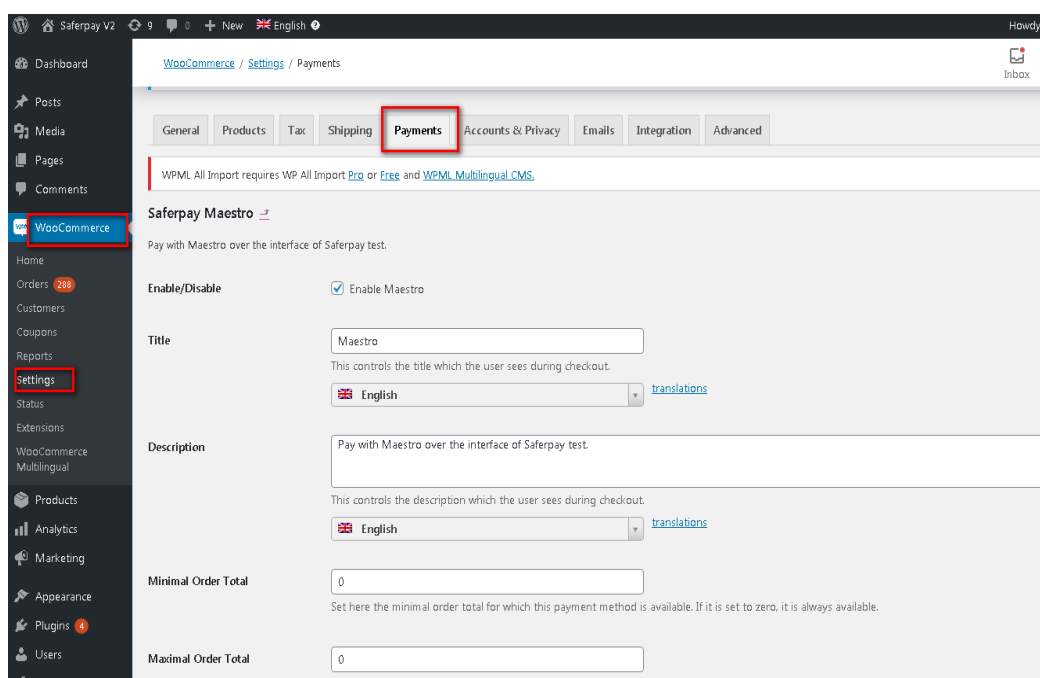 Saferpay V2 9 0 New English Howdy
Dashboard
Posts
Media
Pages
Comments
WooCommerce
Home
Orders 288
Customers
Coupons
Reports
Settings
Status
Extensions
WooCommerce
Multilingual
Products
Analytics
Marketing
Appearance
Plugins 4
Users
WooCommerce / Settings / Payments
Inbox
General Products Tax Shipping Payments Accounts & Privacy Emails Integration Advanced
WPML All Import requires WP All Import Pro or Free and WPML Multilingual CMS.
Saferpay Maestro
Pay with Maestro over the interface of Saferpay test.
Enable/Disable Enable Maestro
Title Maestro
This controls the title which the user sees during checkout.
English translations
Description Pay with Maestro over the interface of Saferpay test.
This controls the description which the user sees during checkout.
English translations
Minimal Order Total 0
Set here the minimal order total for which this payment method is available. If it is set to zero, it is always available.
Maximal Order Total 0